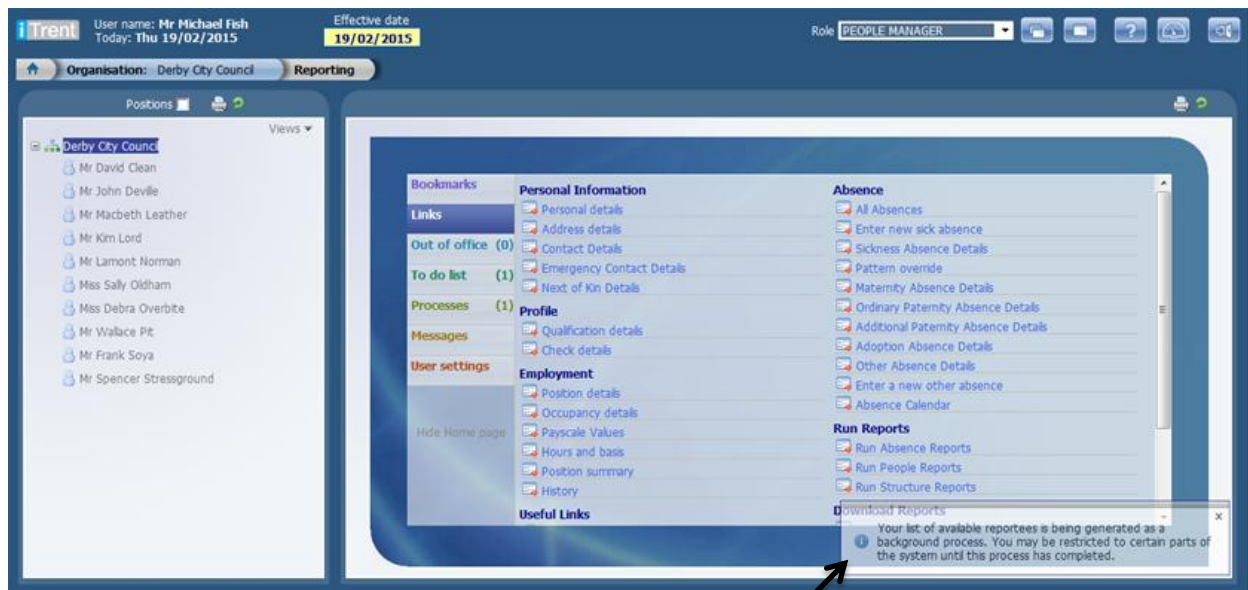 iTrent
User name: Mr Michael Fish
Today: Thu 19/02/2015
Effective date
19/02/2015
Role PEOPLE MANAGER
?
Organisation: Derby City Council
Reporting
Positions
Views
Derby City Council
Mr David Clean
Mr John Deville
Mr Macbeth Leather
Mr Kim Lord
Mr Lamont Norman
Miss Sally Oldham
Miss Debra Overbite
Mr Wallace Pit
Mr Frank Soya
Mr Spencer Stressground
Bookmarks
Links
Out of office (0)
To do list (1)
Processes (1)
Messages
User settings
Hide Home page
Personal Information
Personal details
Address details
Contact Details
Emergency Contact Details
Next of Kin Details
Profile
Qualification details
Check details
Employment
Position details
Occupancy details
Payscale Values
Hours and basis
Position summary
History
Useful Links
Absence
All Absences
Enter new sick absence
Sickness Absence Details
Pattern override
Maternity Absence Details
Ordinary Paternity Absence Details
Additional Paternity Absence Details
Adoption Absence Details
Other Absence Details
Enter a new other absence
Absence Calendar
Run Reports
Run Absence Reports
Run People Reports
Run Structure Reports
Download Reports
Your list of available reportees is being generated as a
background process. You may be restricted to certain parts of
the system until this process has completed.